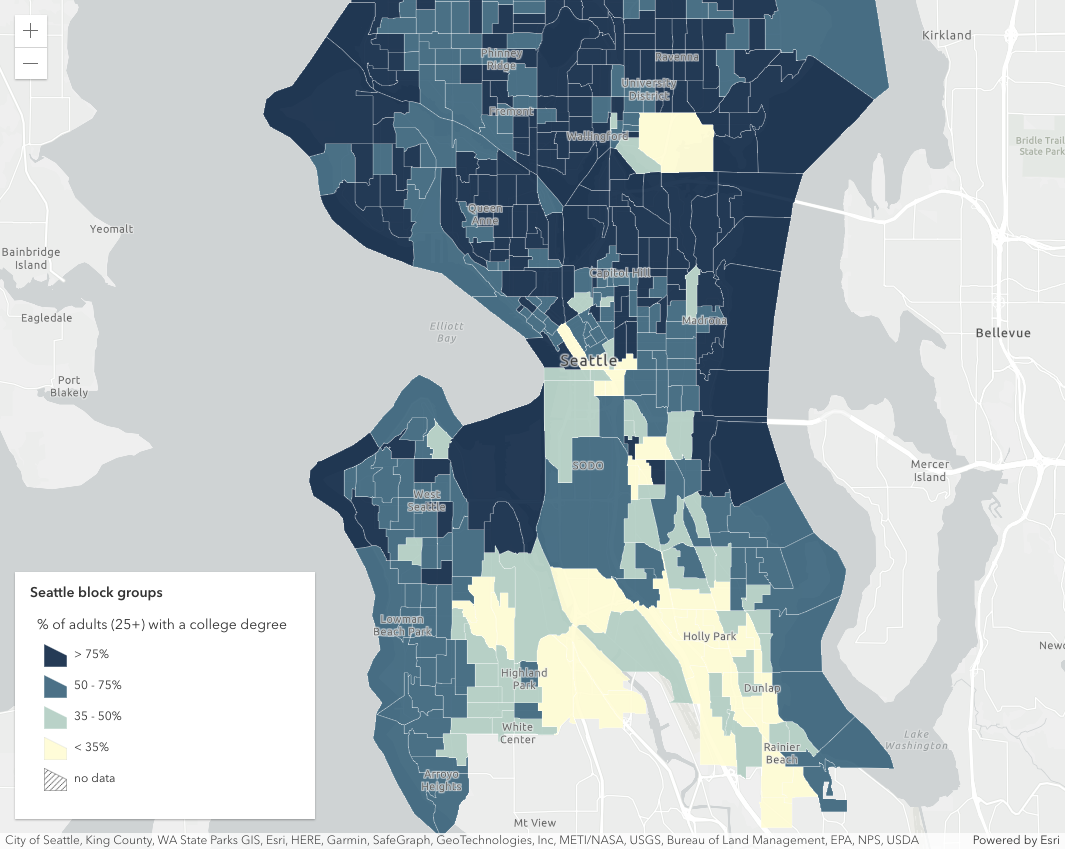 +
−
Kirkland
Phinney
Ridge
Ravenna
University
District
Fremont
Wallingford
Bridle Trail
State Park
Queen
Anne
Yeomalt
Bainbridge
Island
Capitol Hill
Eagledale
Elliott
Bay
Madrona
Bellevue
Seattle
Port
Blakely
SODO
Mercer
Island
West
Seattle
Seattle block groups
% of adults (25+) with a college degree
> 75%
50 - 75%
35 - 50%
< 35%
no data
Lowman
Beach Park
Holly Park
Newc
Highland
Park
Dunlap
White
Center
Lake
Washington
Rainier
Beach
Arroyo
Heights
Mt View
City of Seattle, King County, WA State Parks GIS, Esri, HERE, Garmin, SafeGraph, GeoTechnologies, Inc, METI/NASA, USGS, Bureau of Land Management, EPA, NPS, USDA
Powered by Esri